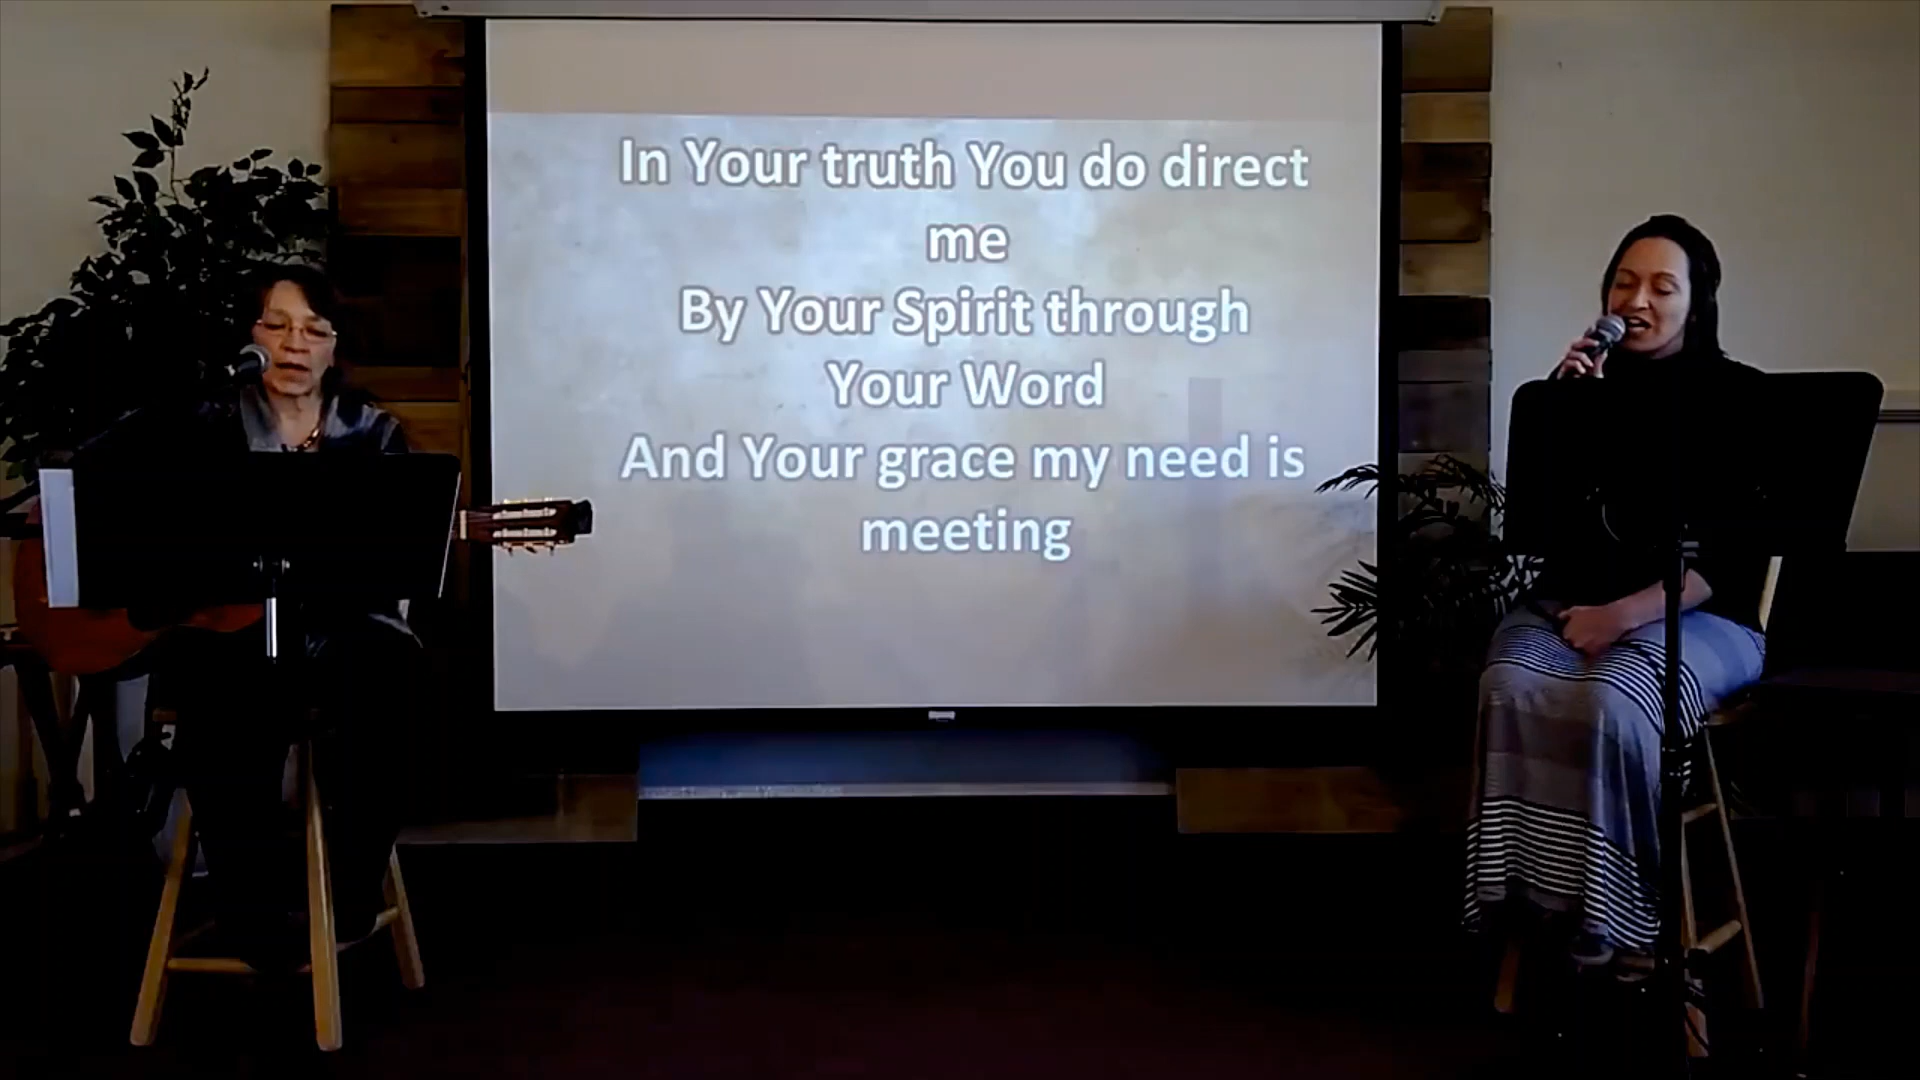 In Your truth You do direct
me
By Your Spirit through
Your Word
And Your grace my need is
meeting